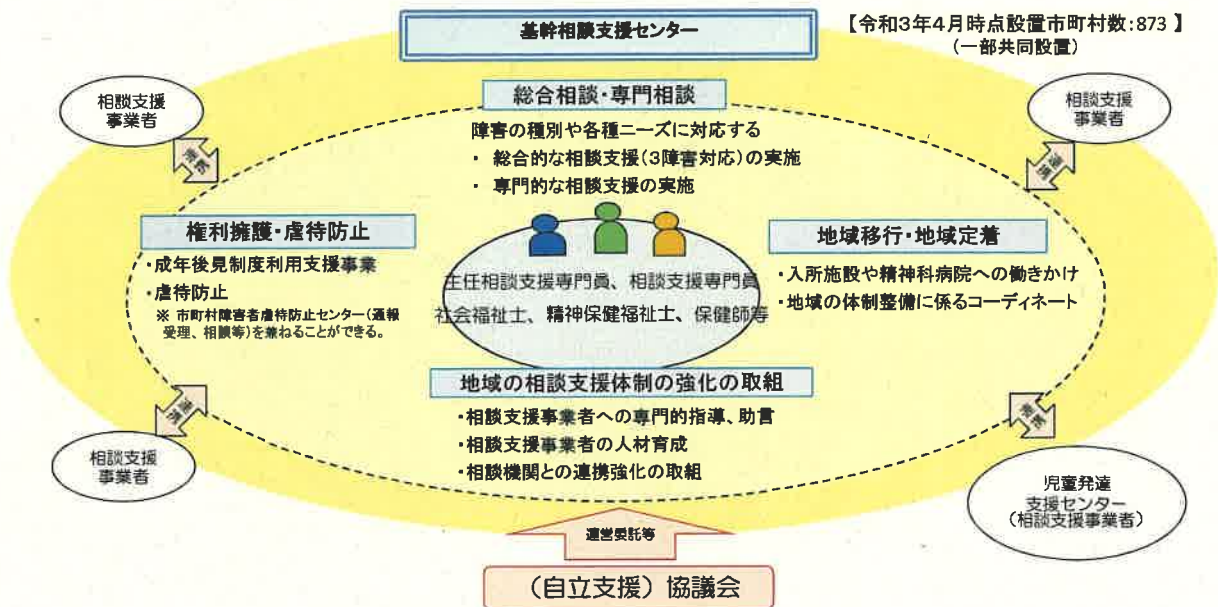 基幹相談支援センター
【令和3年4月時点設置市町村数:873】
(一部共同設置)
相談支援
事業者
相談支援
事業者
連携
連携
総合相談・専門相談
障害の種別や各種ニーズに対応する
・ 総合的な相談支援(3障害対応)の実施
・ 専門的な相談支援の実施
権利擁護・虐待防止
・成年後見制度利用支援事業
・虐待防止
※ 市町村障害者虐待防止センター(通報
受理、相談等)を兼ねることができる。
主任相談支援専門員、相談支援専門員
社会福祉士、精神保健福祉士、保健師等
地域移行・地域定着
・入所施設や精神科病院への働きかけ
・地域の体制整備に係るコーディネート
地域の相談支援体制の強化の取組
・相談支援事業者への専門的指導、助言
・相談支援事業者の人材育成
・相談機関との連携強化の取組
連携
連携
相談支援
事業者
児童発達
支援センター
(相談支援事業者)
運営委託等
(自立支援)協議会